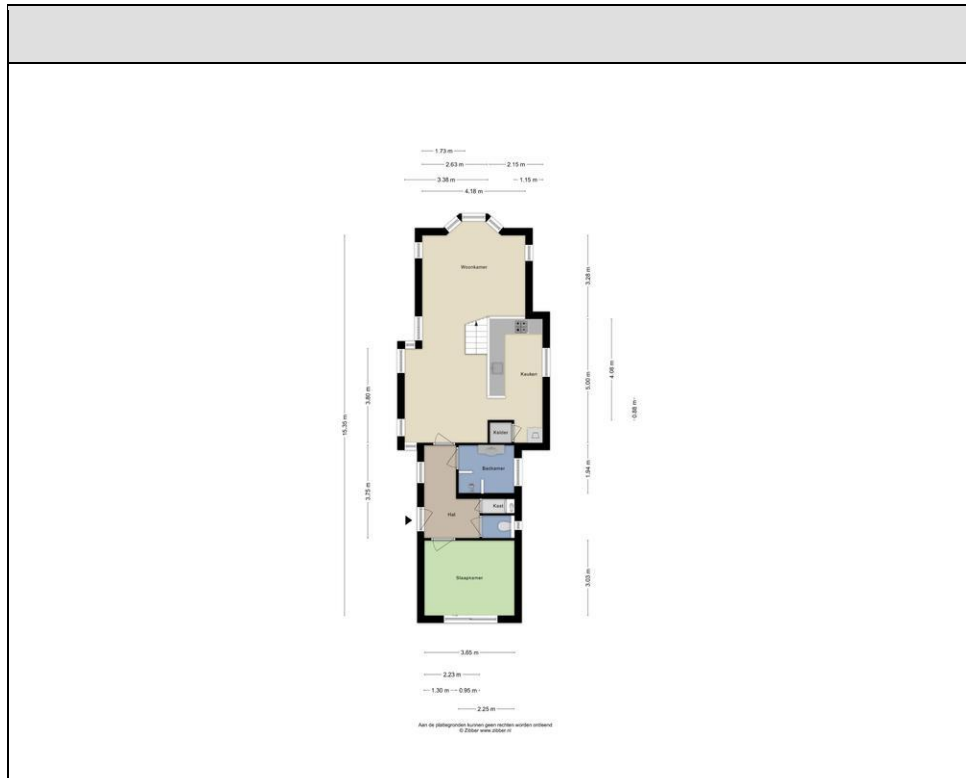 1.73 m
2.63 m 2.15 m
3.38 m 1.15 m
4.18 m
Woonkamer
3.28 m
Keuken
5.00 m
4.06 m
0.88 m
3.80 m
15.35 m
Kelder
Badkamer
1.94 m
3.75 m
Kast
Hal
Slaapkamer
3.03 m
3.65 m
2.23 m
1.30 m 0.95 m
2.25 m
Aan de plattegronden kunnen geen rechten worden ontleend
© Zibber www.zibber.nl